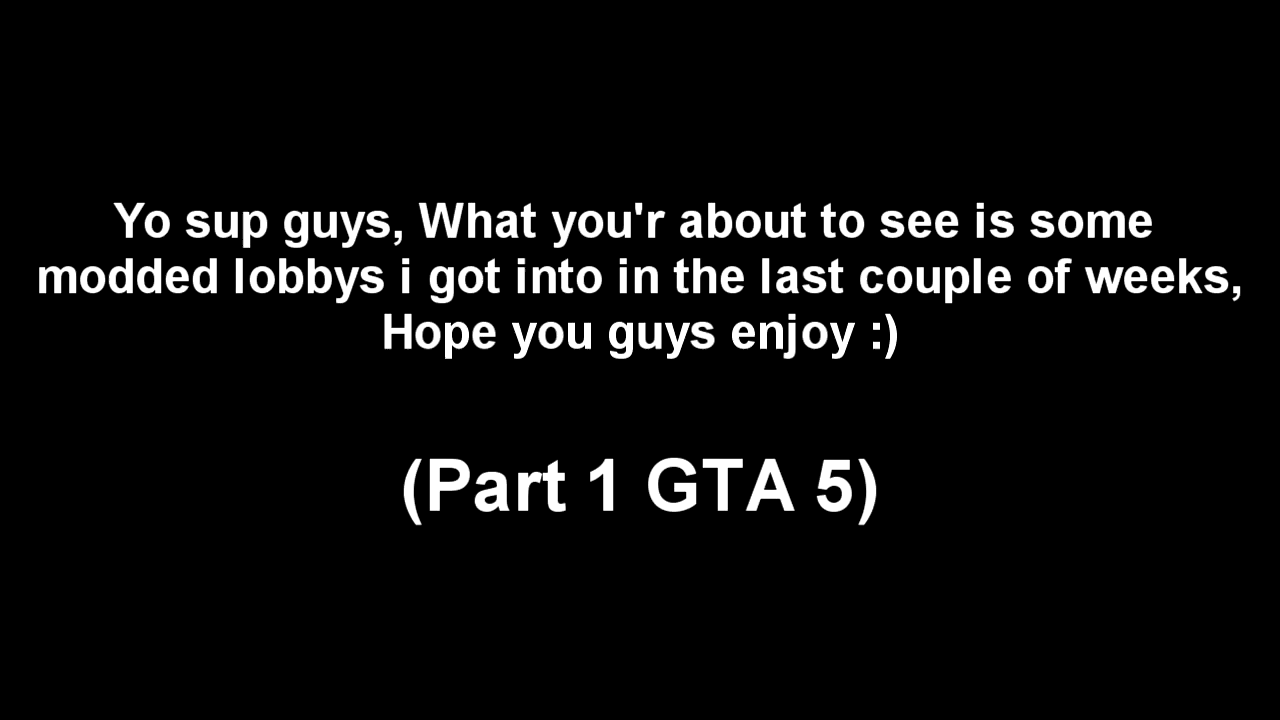 Yo sup guys, What you'r about to see is some
modded lobbys i got into in the last couple of weeks,
Hope you guys enjoy :)
(Part 1 GTA 5)